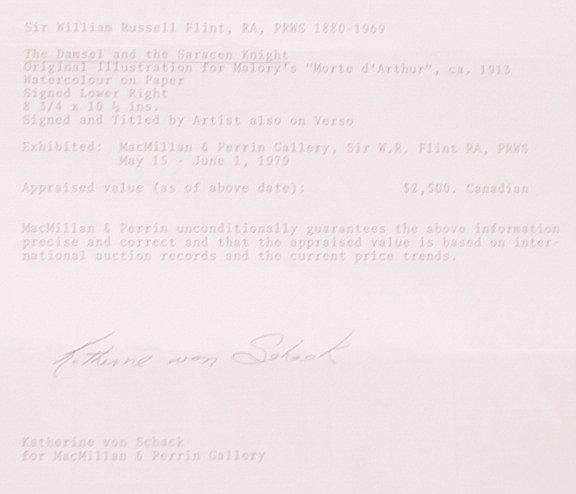 Sir William Russell Flint, RA, PRWS 1880-1969
The Damsel and the Saracen Knight
Original Illustration for Malory's "Morte d'Arthur", ca. 1913
Watercolour on Paper
Signed Lower Right
8 3/4 x 10 ½ ins.
Signed and Titled by Artist also on Verso
Exhibited: MacMillan & Perrin Gallery, Sir W.R. Flint RA, PRWS
May 15 - June 1, 1979
Appraised value (as of above date): $2,500. Canadian
MacMillan & Perrin unconditionally guarantees the above information
precise and correct and that the appraised value is based on inter-
national auction records and the current price trends.
Katherine von Schack
Katherine von Schack
for MacMillan & Perrin Gallery